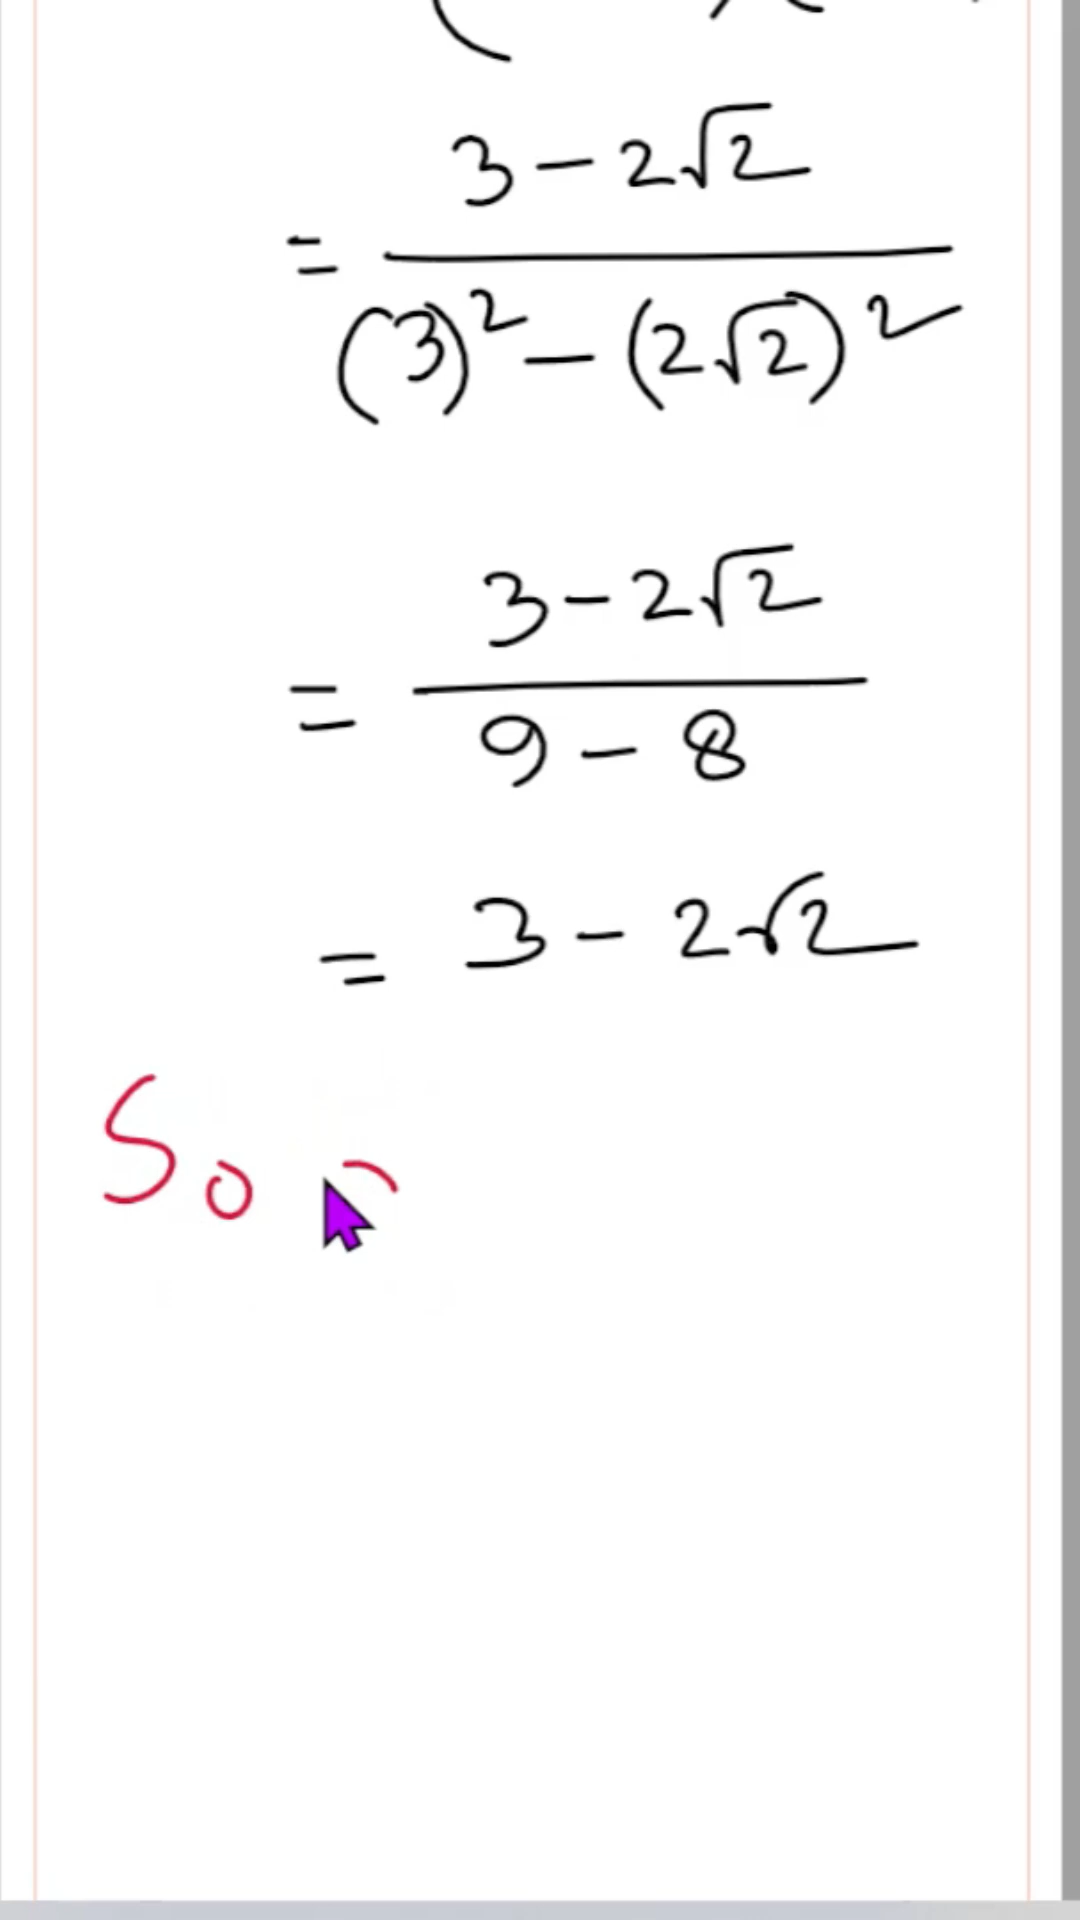 3 - 2√2
= (3)² - (2√2)²
3 - 2√2
= 9 - 8
= 3 - 2√2
So